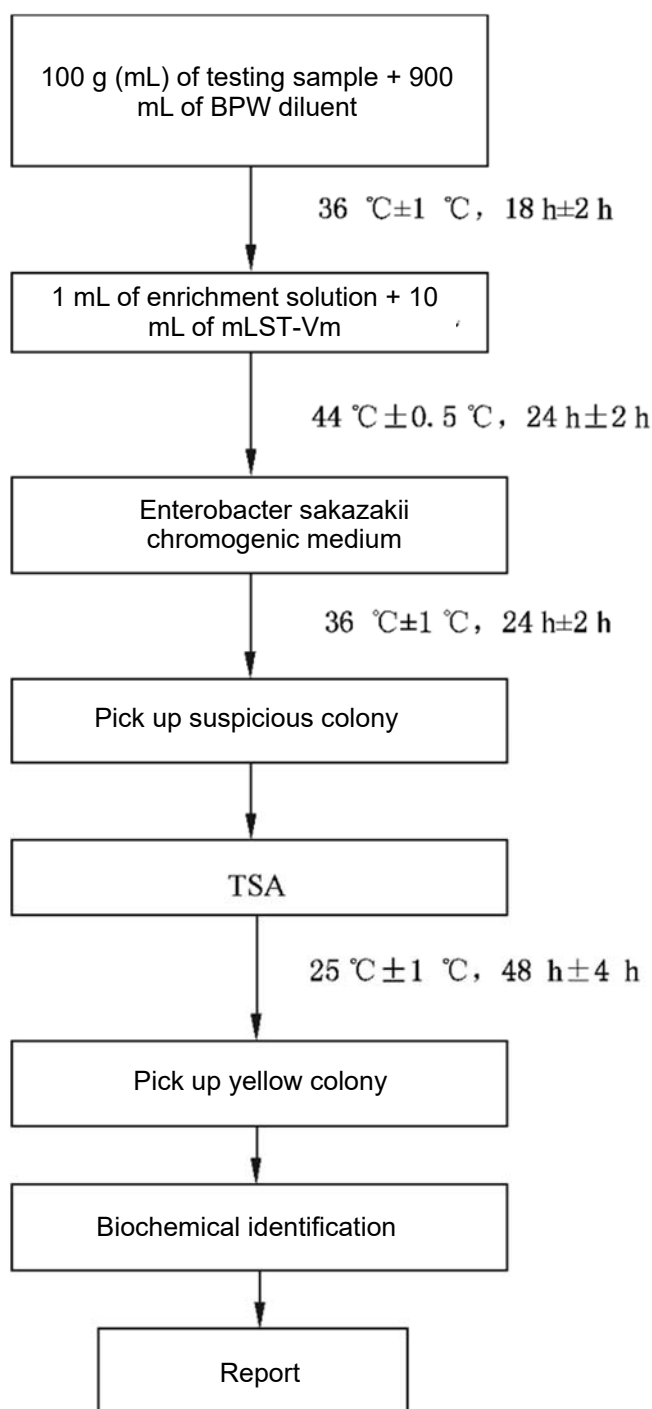 100 g (mL) of testing sample + 900
mL of BPW diluent
36 ℃±1 ℃, 18 h±2 h
1 mL of enrichment solution + 10
mL of mLST-Vm
44 ℃±0.5 ℃, 24 h±2 h
Enterobacter sakazakii
chromogenic medium
36 ℃±1 ℃, 24 h±2 h
Pick up suspicious colony
TSA
25 ℃±1 ℃, 48 h±4 h
Pick up yellow colony
Biochemical identification
Report